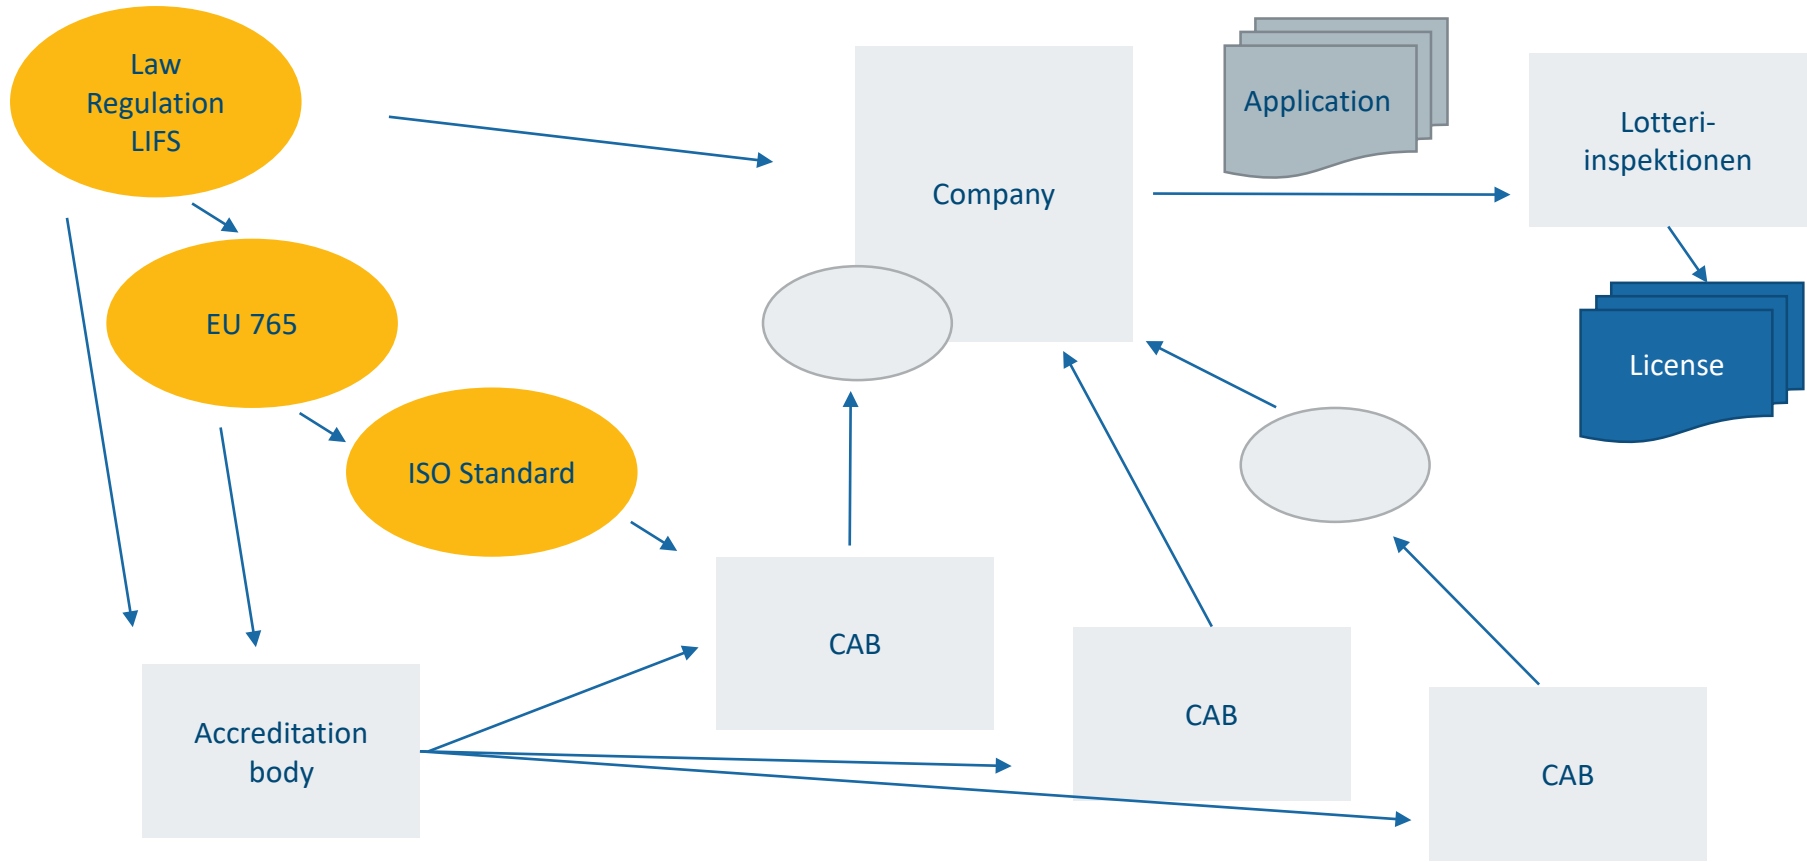 Law
Regulation
LIFS
Application
Lotteri-
inspektionen
Company
EU 765
License
ISO Standard
CAB
CAB
Accreditation
body
CAB